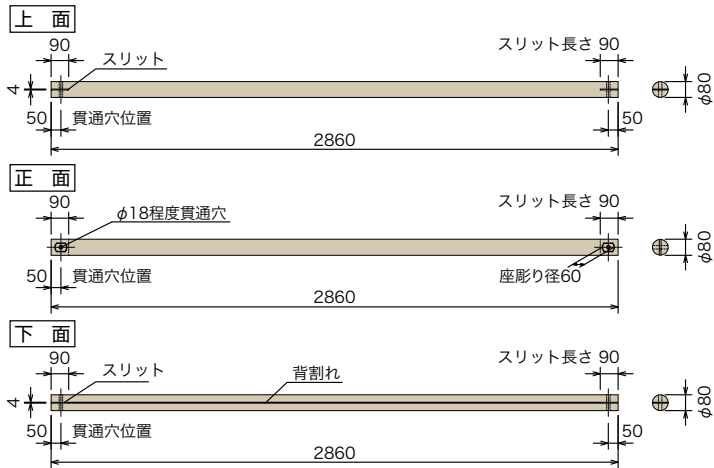 上 面
90
スリット
スリット長さ 90
4
φ80
50 貫通穴位置
50
2860
正 面
90
φ18程度貫通穴
スリット長さ 90
φ80
50 貫通穴位置
座彫り径60
2860
下 面
90
スリット
背割れ
スリット長さ 90
4
φ80
50 貫通穴位置
50
2860